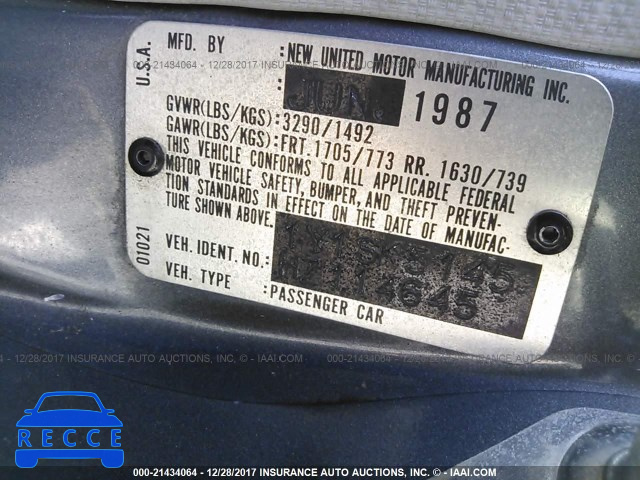 U.S.A.
MFD. BY :NEW UNITED MOTOR MANUFACTURING INC.
JUN 1987
GVWR(LBS/KGS):3290/1492
GAWR(LBS/KGS):FRT.1705/773 RR. 1630/739
THIS VEHICLE CONFORMS TO ALL APPLICABLE FEDERAL
MOTOR VEHICLE SAFETY, BUMPER, AND THEFT PREVEN-
TION STANDARDS IN EFFECT ON THE DATE OF MANUFAC-
TURE SHOWN ABOVE.
VEH. IDENT. NO.:
VEH. TYPE :PASSENGER CAR
01021
000-21434064 - 12/28/2017 INSURANCE AUTO AUCTIONS, INC. © - IAAI.COM
RECCE
000-21434064 - 12/28/2017 INSURANCE AUTO AUCTIONS, INC. © - IAAI.COM